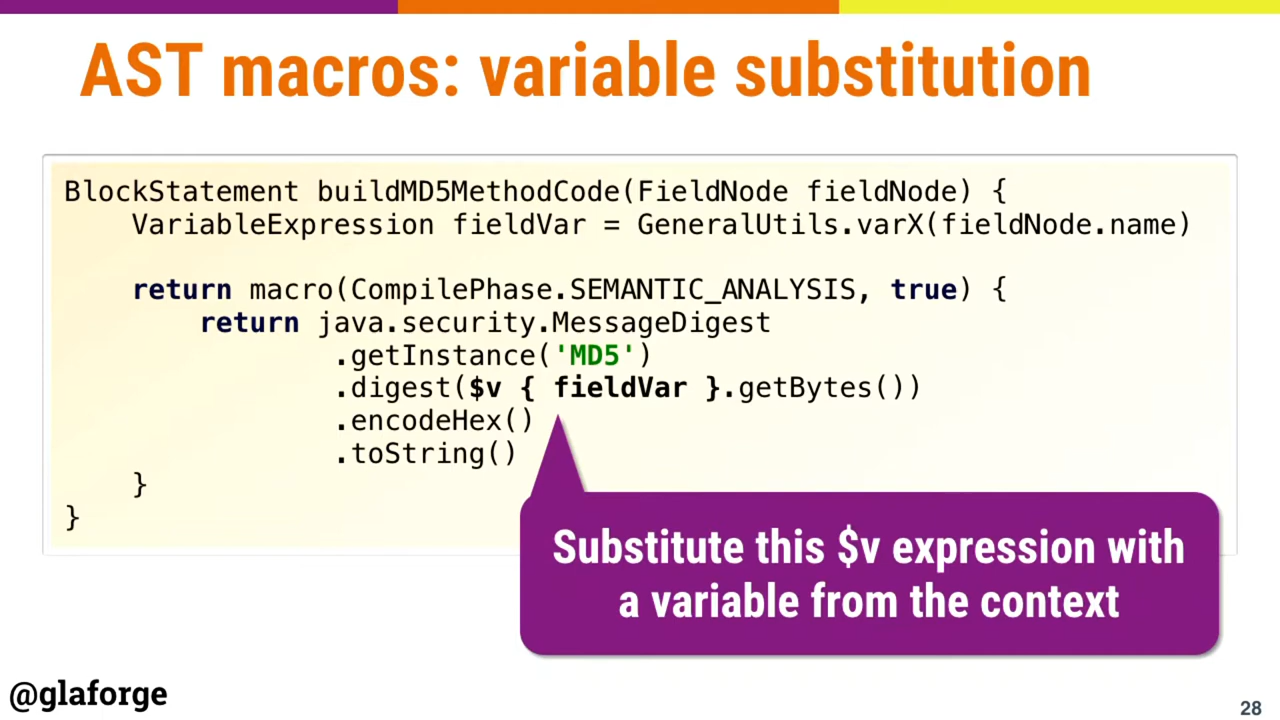 AST macros: variable substitution
BlockStatement buildMD5MethodCode(FieldNode fieldNode) {
    VariableExpression fieldVar = GeneralUtils.varX(fieldNode.name)
    return macro(CompilePhase.SEMANTIC_ANALYSIS, true) {
        return java.security.MessageDigest
                .getInstance('MD5')
                .digest($v { fieldVar }.getBytes())
                .encodeHex()
                .toString()
    }
}
Substitute this $v expression with
a variable from the context
@glaforge
28